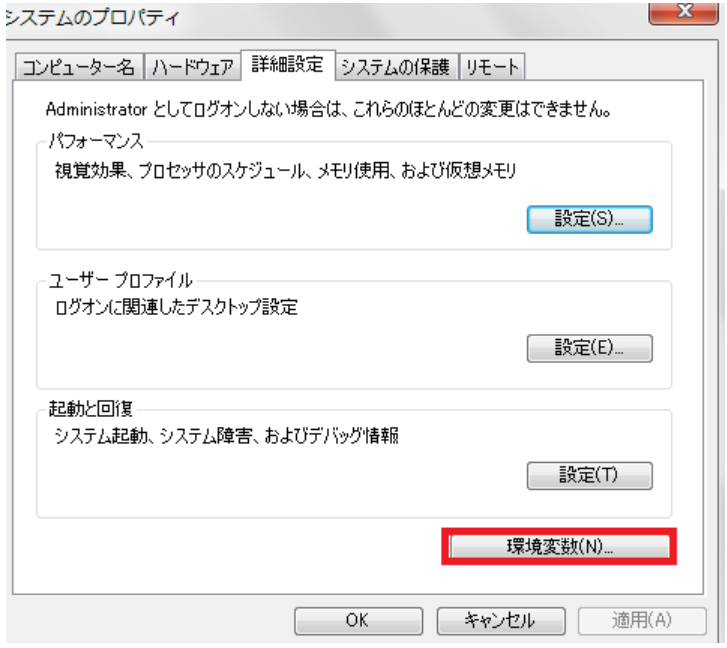 システムのプロパティ
コンピューター名 ハードウェア 詳細設定 システムの保護 リモート
Administrator としてログオンしない場合は、これらのほとんどの変更はできません。
パフォーマンス
視覚効果、プロセッサのスケジュール、メモリ使用、および仮想メモリ
設定(S)...
ユーザー プロファイル
ログオンに関連したデスクトップ設定
設定(E)...
起動と回復
システム起動、システム障害、およびデバッグ情報
設定(T)
環境変数(N)...
OK キャンセル 適用(A)